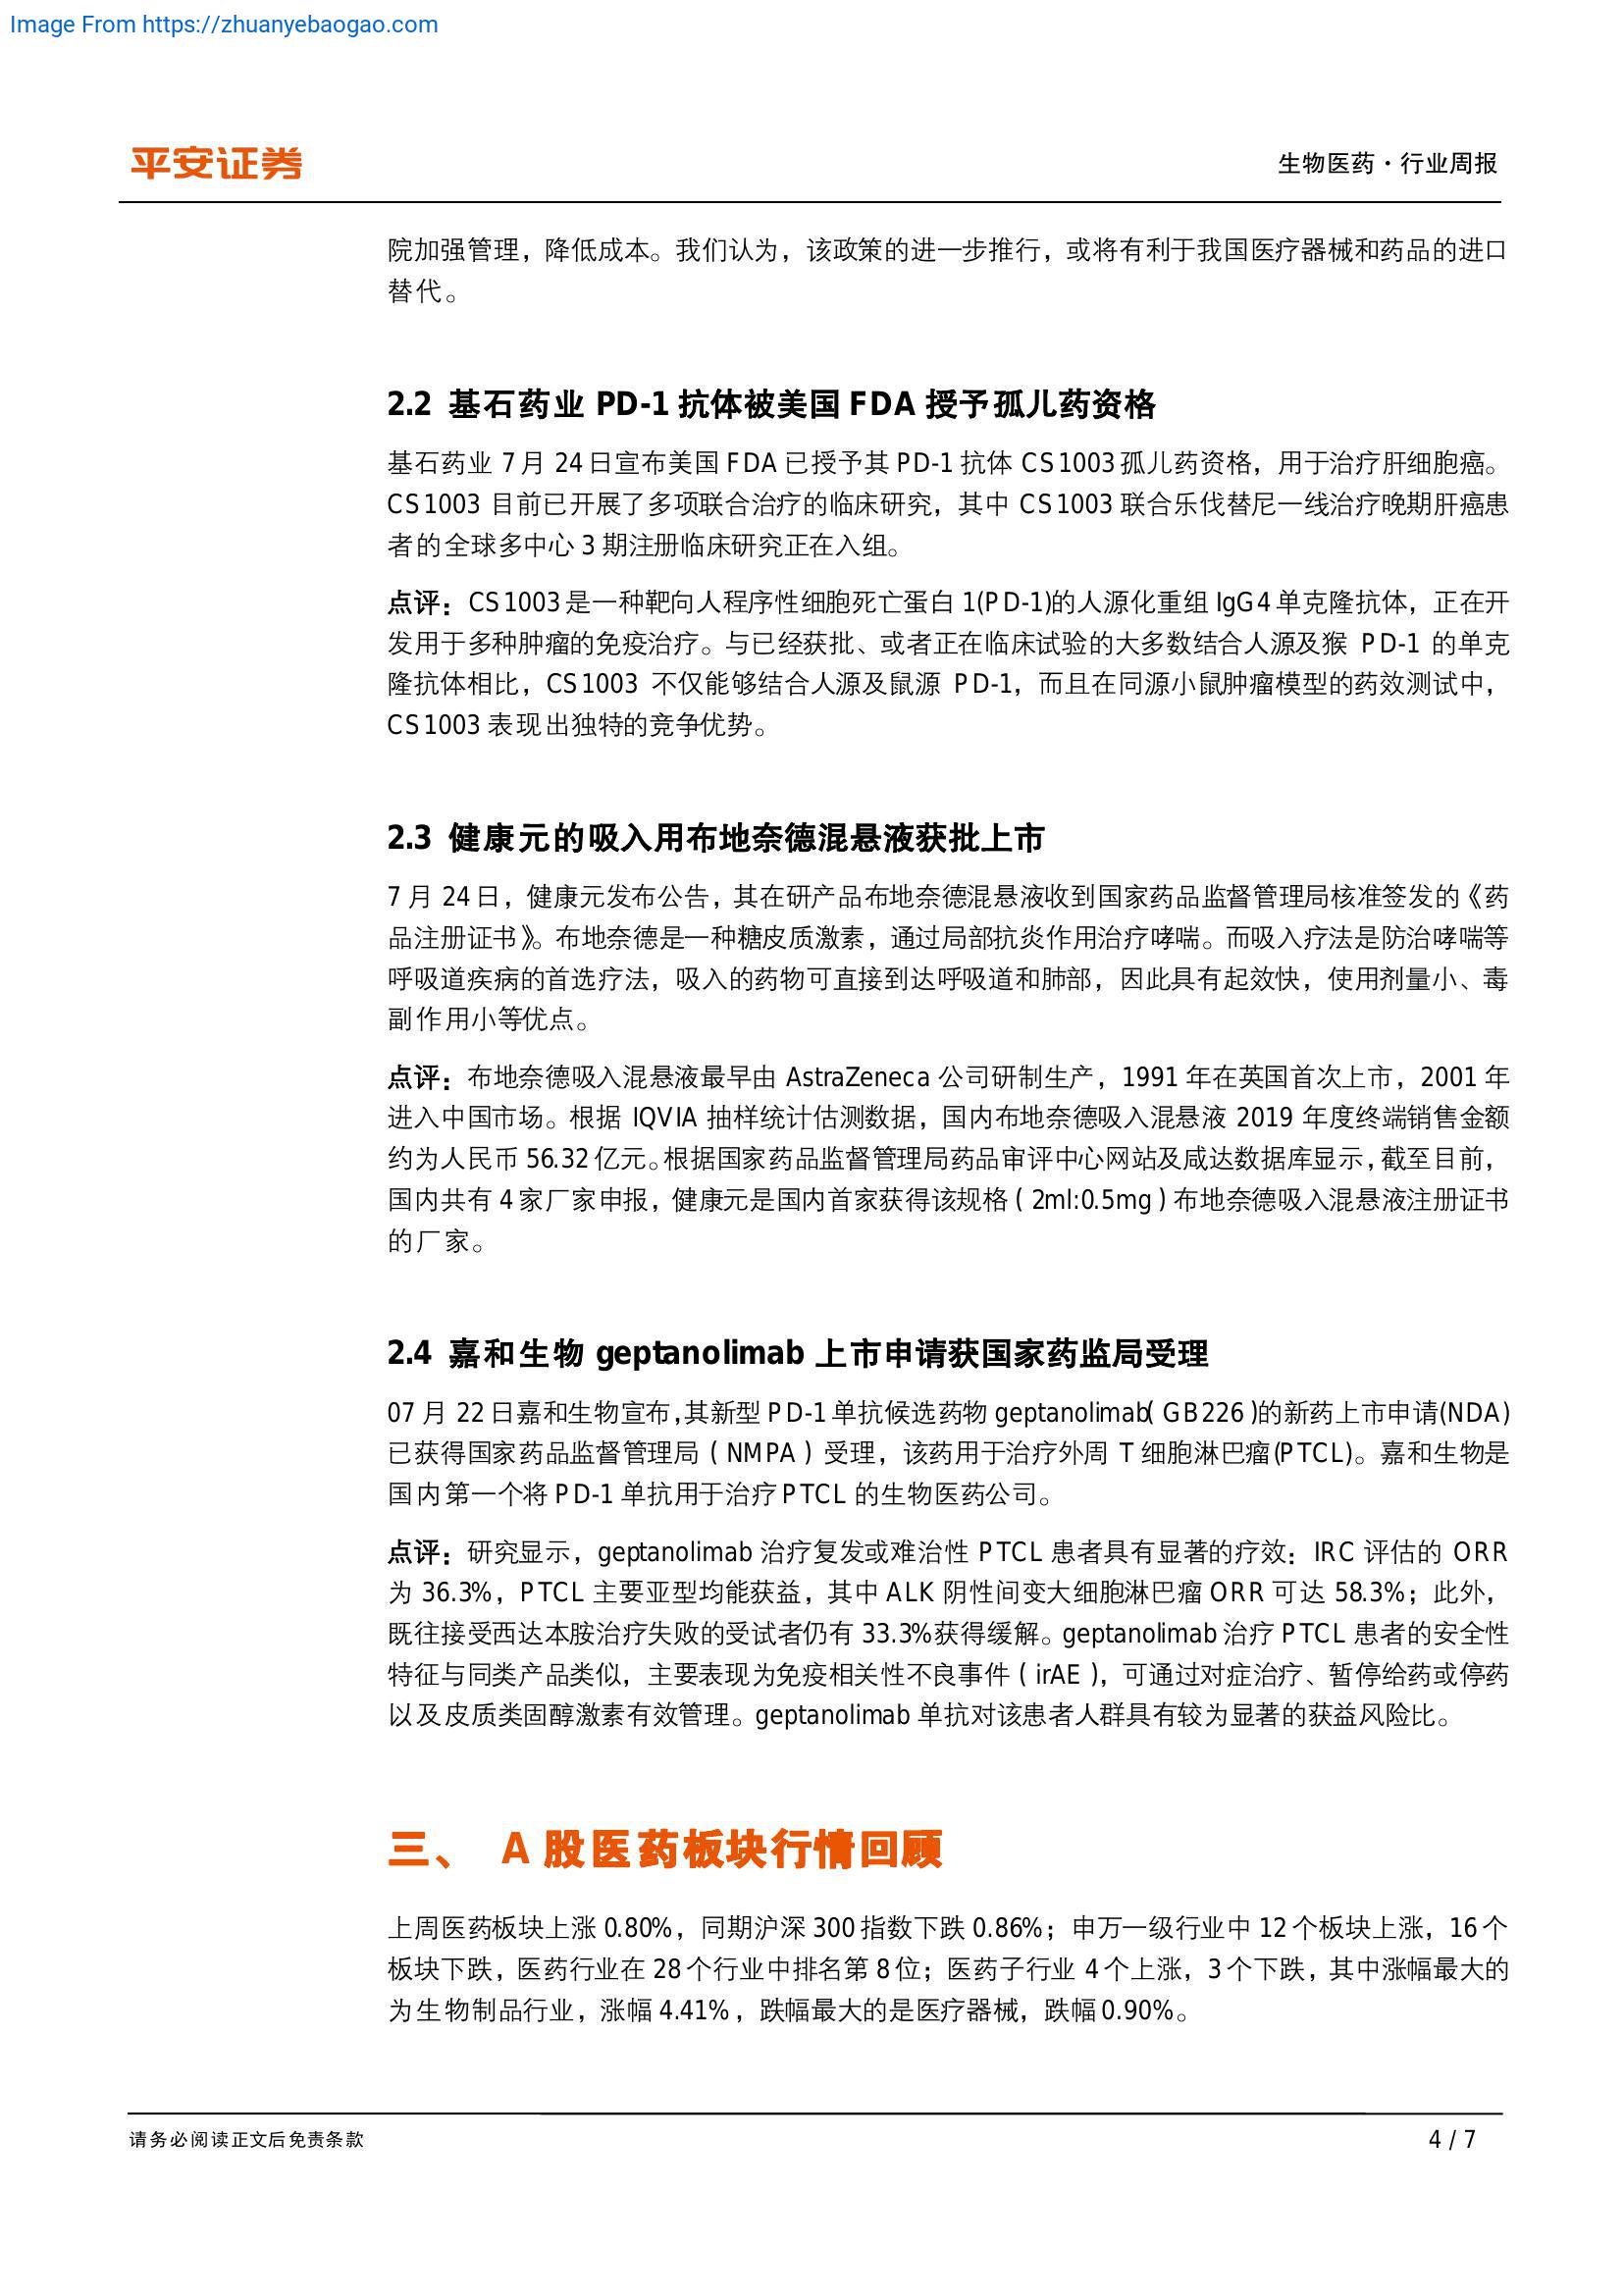 Image From https://zhuanyebaogao.com
平安证券
生物医药·行业周报
院加强管理，降低成本。我们认为，该政策的进一步推行，或将有利于我国医疗器械和药品的进口
替代。
2.2 基石药业 PD-1 抗体被美国 FDA 授予孤儿药资格
基石药业 7 月 24 日宣布美国 FDA 已授予其 PD-1 抗体 CS1003 孤儿药资格，用于治疗肝细胞癌。
CS1003 目前已开展了多项联合治疗的临床研究，其中 CS1003 联合乐伐替尼一线治疗晚期肝癌患
者的全球多中心 3 期注册临床研究正在入组。
点评：CS1003 是一种靶向人程序性细胞死亡蛋白 1(PD-1)的人源化重组 IgG4 单克隆抗体，正在开
发用于多种肿瘤的免疫治疗。与已经获批、或者正在临床试验的大多数结合人源及猴 PD-1 的单克
隆抗体相比，CS1003 不仅能够结合人源及鼠源 PD-1，而且在同源小鼠肿瘤模型的药效测试中，
CS1003 表现出独特的竞争优势。
2.3 健康元的吸入用布地奈德混悬液获批上市
7 月 24 日，健康元发布公告，其在研产品布地奈德混悬液收到国家药品监督管理局核准签发的《药
品注册证书》。布地奈德是一种糖皮质激素，通过局部抗炎作用治疗哮喘。而吸入疗法是防治哮喘等
呼吸道疾病的首选疗法，吸入的药物可直接到达呼吸道和肺部，因此具有起效快，使用剂量小、毒
副作用小等优点。
点评：布地奈德吸入混悬液最早由 AstraZeneca 公司研制生产，1991 年在英国首次上市，2001 年
进入中国市场。根据 IQVIA 抽样统计估测数据，国内布地奈德吸入混悬液 2019 年度终端销售金额
约为人民币 56.32 亿元。根据国家药品监督管理局药品审评中心网站及咸达数据库显示，截至目前，
国内共有 4 家厂家申报，健康元是国内首家获得该规格（2ml:0.5mg）布地奈德吸入混悬液注册证书
的厂家。
2.4 嘉和生物 geptanolimab 上市申请获国家药监局受理
07 月 22 日嘉和生物宣布，其新型 PD-1 单抗候选药物 geptanolimab（GB226）的新药上市申请(NDA)
已获得国家药品监督管理局（NMPA）受理，该药用于治疗外周 T 细胞淋巴瘤(PTCL)。嘉和生物是
国内第一个将 PD-1 单抗用于治疗 PTCL 的生物医药公司。
点评：研究显示，geptanolimab 治疗复发或难治性 PTCL 患者具有显著的疗效：IRC 评估的 ORR
为 36.3%，PTCL 主要亚型均能获益，其中 ALK 阴性间变大细胞淋巴瘤 ORR 可达 58.3%；此外，
既往接受西达本胺治疗失败的受试者仍有 33.3%获得缓解。geptanolimab 治疗 PTCL 患者的安全性
特征与同类产品类似，主要表现为免疫相关性不良事件（irAE），可通过对症治疗、暂停给药或停药
以及皮质类固醇激素有效管理。geptanolimab 单抗对该患者人群具有较为显著的获益风险比。
三、 A 股医药板块行情回顾
上周医药板块上涨 0.80%，同期沪深 300 指数下跌 0.86%；申万一级行业中 12 个板块上涨，16 个
板块下跌，医药行业在 28 个行业中排名第 8 位；医药子行业 4 个上涨，3 个下跌，其中涨幅最大的
为生物制品行业，涨幅 4.41%，跌幅最大的是医疗器械，跌幅 0.90%。
请务必阅读正文后免责条款
4 / 7